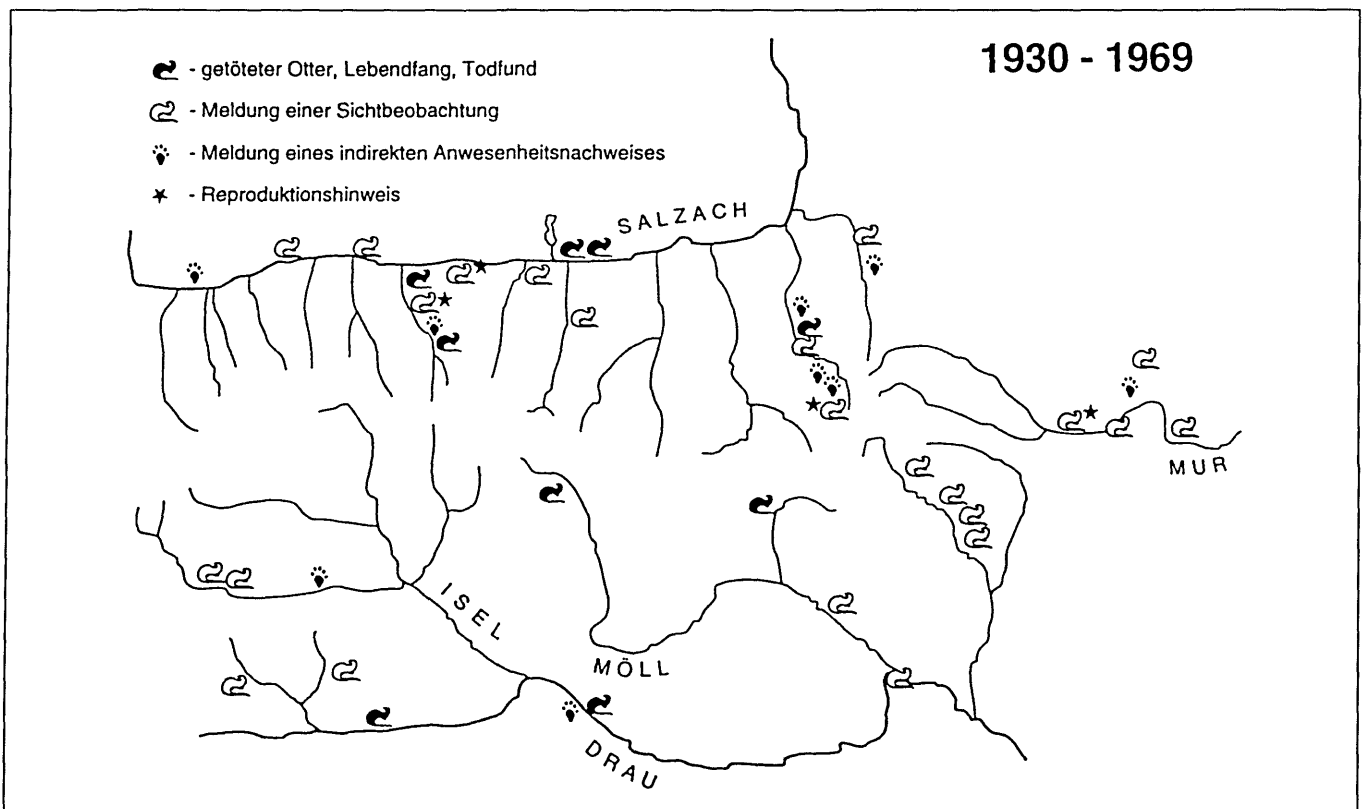 1930 - 1969
- getöteter Otter, Lebendfang, Todfund
- Meldung einer Sichtbeobachtung
- Meldung eines indirekten Anwesenheitsnachweises
- Reproduktionshinweis
SALZACH
MUR
ISEL
MÖLL
DRAU